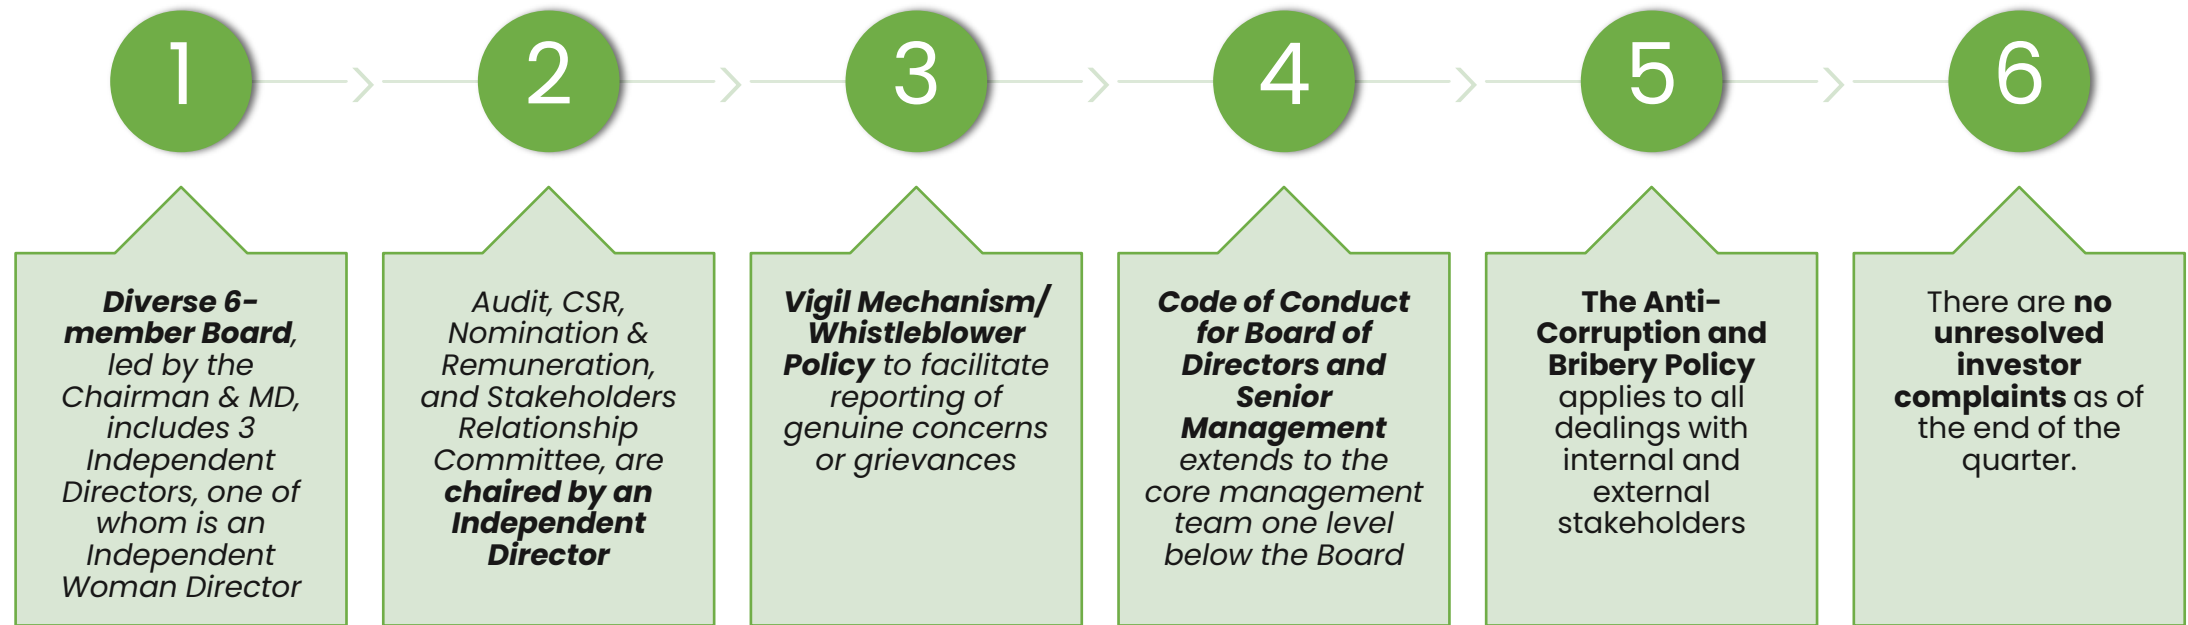 1
2
3
4
5
6
Diverse 6-
member Board,
led by the
Chairman & MD,
includes 3
Independent
Directors, one of
whom is an
Independent
Woman Director
Audit, CSR,
Nomination &
Remuneration,
and Stakeholders
Relationship
Committee, are
chaired by an
Independent
Director
Vigil Mechanism/
Whistleblower
Policy to facilitate
reporting of
genuine concerns
or grievances
Code of Conduct
for Board of
Directors and
Senior
Management
extends to the
core management
team one level
below the Board
The Anti-
Corruption and
Bribery Policy
applies to all
dealings with
internal and
external
stakeholders
There are no
unresolved
investor
complaints as of
the end of the
quarter.